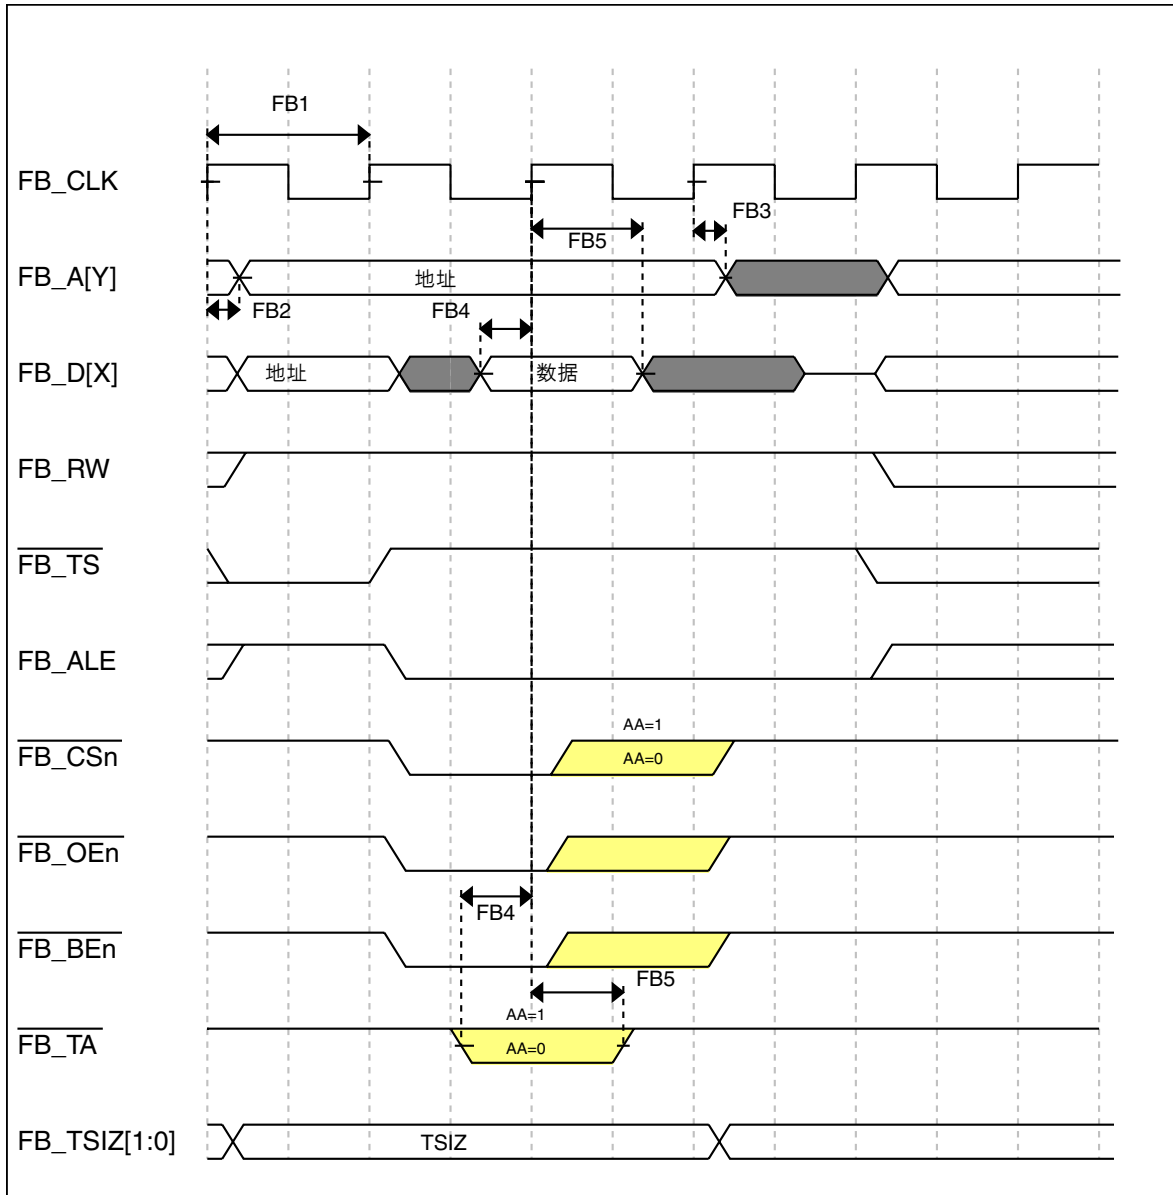 FB1
FB_CLK
FB3
FB5
FB_A[Y]
地址
FB2
FB4
FB_D[X]
地址
数据
FB_RW
FB_TS
FB_ALE
AA=1
FB_CSn
AA=0
FB_OEn
FB4
FB_BEn
FB5
AA=1
FB_TA
AA=0
FB_TSIZ[1:0]
TSIZ